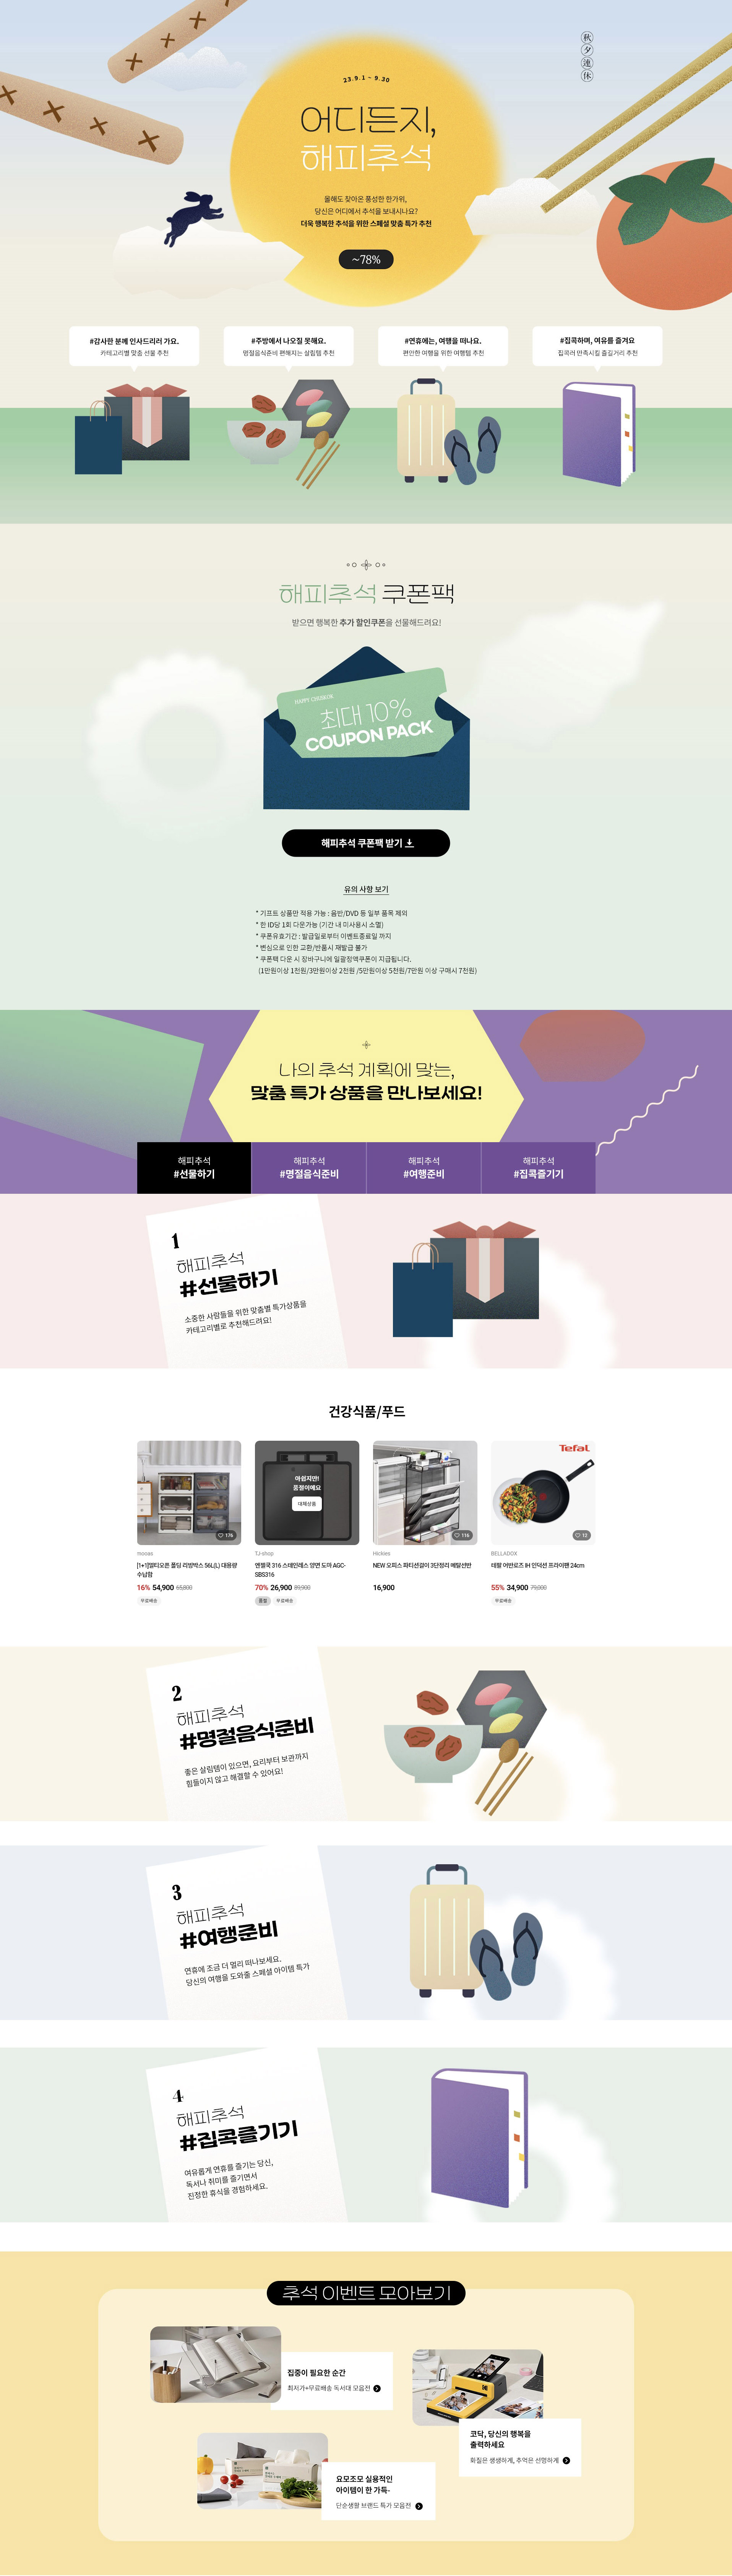 23.9.1 ~ 9.30
秋
夕
連
休
어디든지,
해피추석
올해도 찾아온 풍성한 한가위,
당신은 어디에서 추석을 보내시나요?
더욱 행복한 추석을 위한 스페셜 맞춤 특가 추천
~78%
#감사한 분께 인사드리러 가요.
카테고리별 맞춤 선물 추천
#주방에서 나오질 못해요.
명절음식준비 편해지는 살림템 추천
#연휴에는, 여행을 떠나요.
편안한 여행을 위한 여행템 추천
#집콕하며, 여유를 즐겨요
집콕러 만족시킬 즐길거리 추천
해피추석 쿠폰팩
받으면 행복한 추가 할인쿠폰을 선물해드려요!
HAPPY CHUSEOK
최대 10%
COUPON PACK
해피추석 쿠폰팩 받기
유의 사항 보기
* 기프트 상품만 적용 가능 : 음반/DVD 등 일부 품목 제외
* 한 ID당 1회 다운가능 (기간 내 미사용시 소멸)
* 쿠폰유효기간 : 발급일로부터 이벤트종료일 까지
* 변심으로 인한 교환/반품시 재발급 불가
* 쿠폰팩 다운 시 장바구니에 일괄정액쿠폰이 지급됩니다.
(1만원이상 1천원/3만원이상 2천원 /5만원이상 5천원/7만원 이상 구매시 7천원)
나의 추석 계획에 맞는,
맞춤 특가 상품을 만나보세요!
해피추석
#선물하기
해피추석
#명절음식준비
해피추석
#여행준비
해피추석
#집콕즐기기
1
해피추석
#선물하기
소중한 사람들을 위한 맞춤별 특가상품을
카테고리별로 추천해드려요!
건강식품/푸드
176
mooas
[1+1]멀티오픈 폴딩 리빙박스 56L(L) 대용량
수납함
16% 54,900 65,800
무료배송
아쉽지만!
품절이에요
대체상품
TJ-shop
앤젤쿡 316 스테인레스 양면 도마 AGC-
SBS316
70% 26,900 89,900
품절 무료배송
116
Hickies
NEW 오피스 파티션걸이 3단정리 메탈선반
16,900
Tefal
12
BELLADOX
테팔 어반르즈 IH 인덕션 프라이팬 24cm
55% 34,900 79,000
무료배송
2
해피추석
#명절음식준비
좋은 살림템이 있으면, 요리부터 보관까지
힘들이지 않고 해결할 수 있어요!
3
해피추석
#여행준비
연휴에 조금 더 멀리 떠나보세요.
당신의 여행을 도와줄 스페셜 아이템 특가
4
해피추석
#집콕즐기기
여유롭게 연휴를 즐기는 당신,
독서나 취미를 즐기면서
진정한 휴식을 경험하세요.
추석 이벤트 모아보기
집중이 필요한 순간
최저가+무료배송 독서대 모음전
코닥, 당신의 행복을
출력하세요
화질은 생생하게, 추억은 선명하게
요모조모 실용적인
아이템이 한 가득-
단순생활 브랜드 특가 모음전